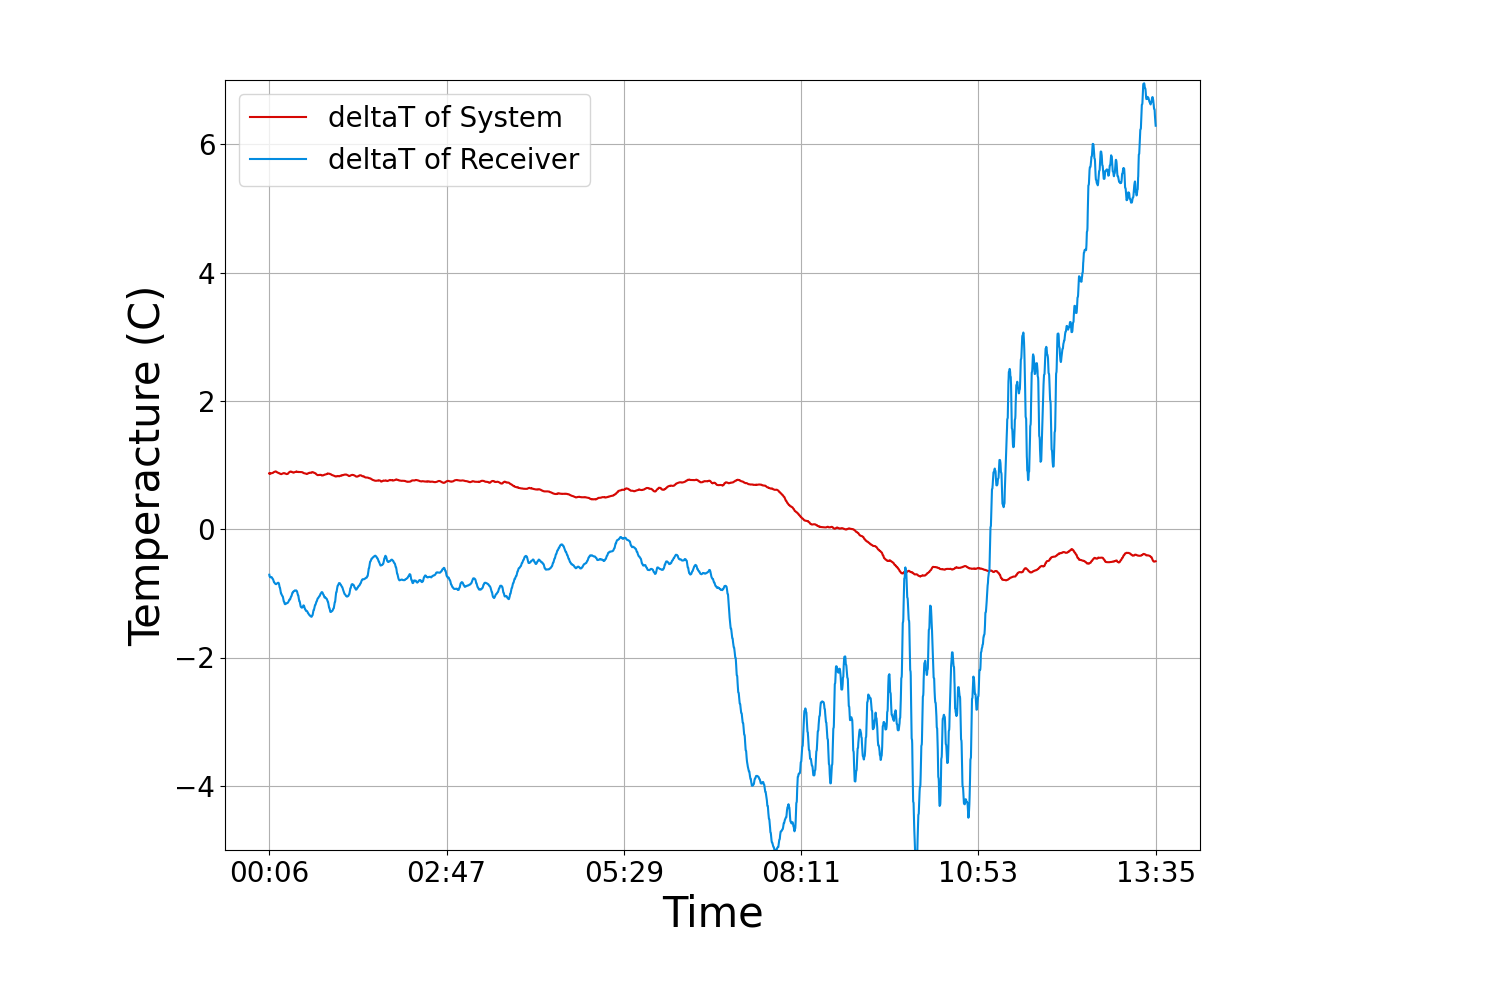 deltaT of System
deltaT of Receiver
6
4
2
0
−2
−4
Temperacture (C)
00:06 02:47 05:29 08:11 10:53 13:35
Time